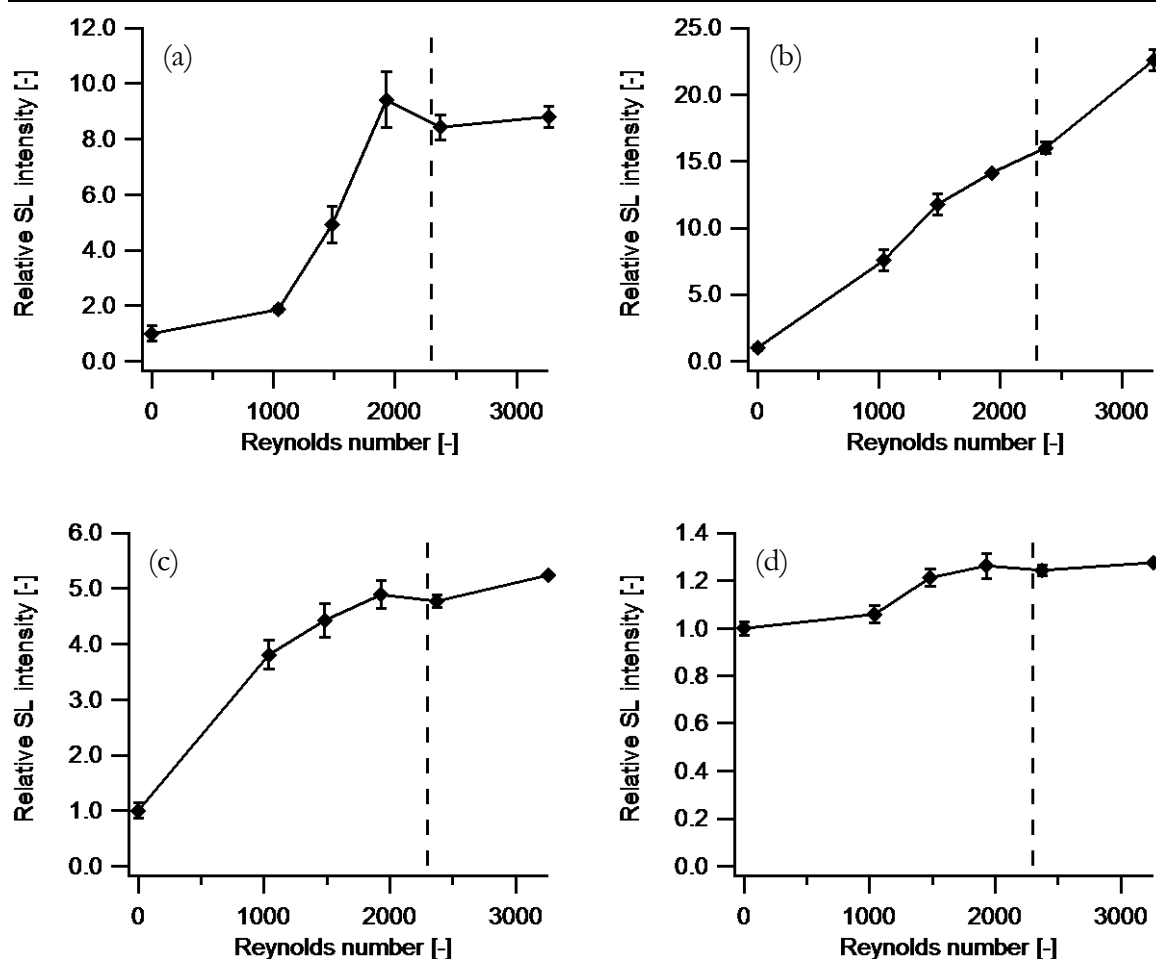 (a)
Relative SL intensity [-]
12.0
10.0
8.0
6.0
4.0
2.0
0.0
0 1000 2000 3000
Reynolds number [-]
(b)
Relative SL intensity [-]
25.0
20.0
15.0
10.0
5.0
0.0
0 1000 2000 3000
Reynolds number [-]
(c)
Relative SL intensity [-]
6.0
5.0
4.0
3.0
2.0
1.0
0.0
0 1000 2000 3000
Reynolds number [-]
(d)
Relative SL intensity [-]
1.4
1.2
1.0
0.8
0.6
0.4
0.2
0.0
0 1000 2000 3000
Reynolds number [-]